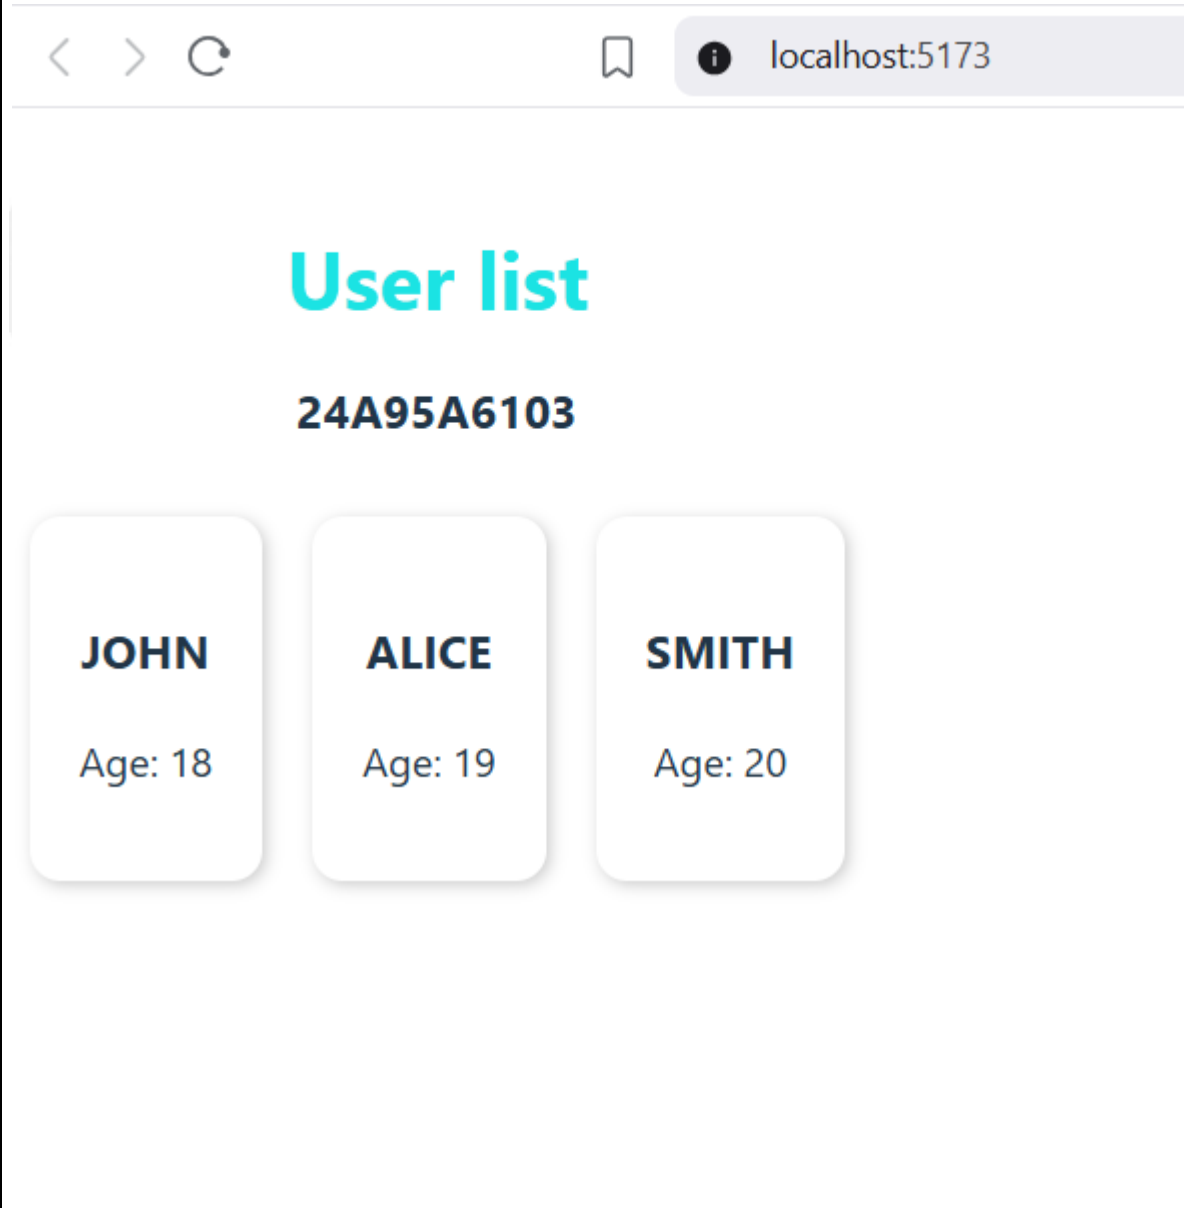 localhost:5173
User list
24A95A6103
JOHN ALICE SMITH
Age: 18 Age: 19 Age: 20